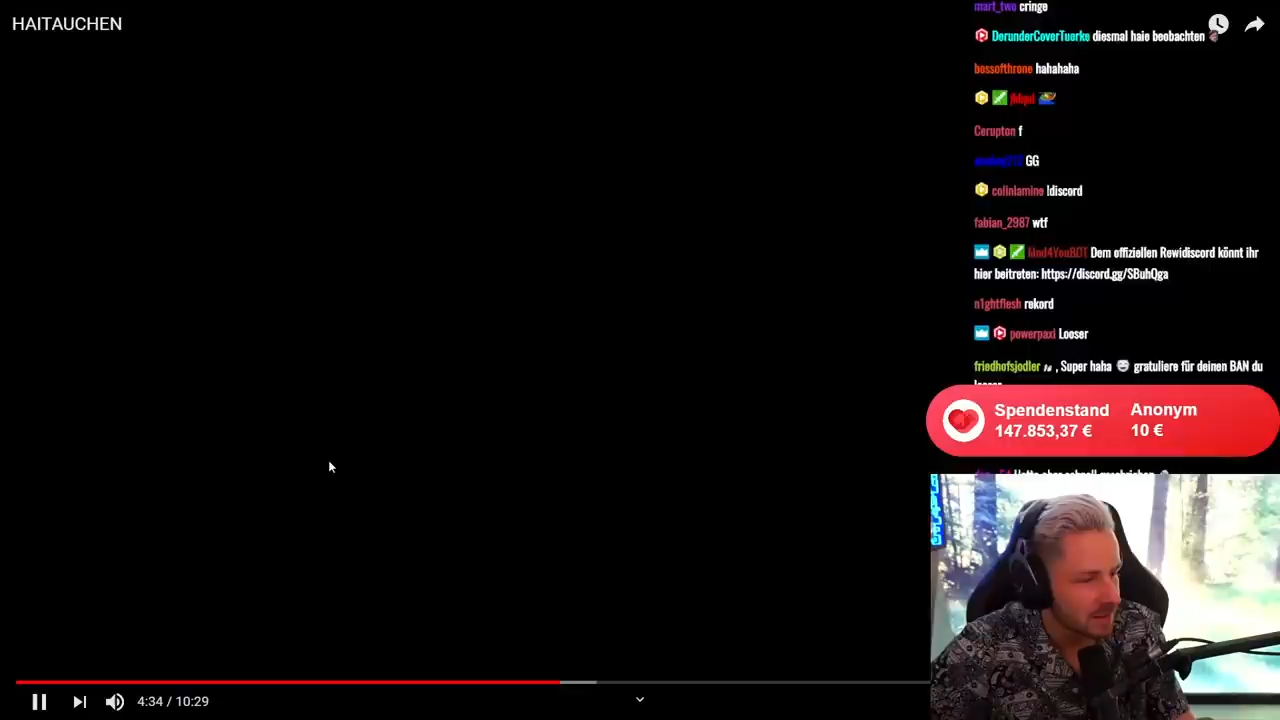 HAITAUCHEN
mart_two cringe
DerunderCoverTuerke diesmal haie beobachten
bossofthrone hahahaha
Cerupton f
GG
colinlamine !discord
fabian_2987 wtf
Mod4YouBOT Dem offiziellen Rewidiscord könnt ihr
hier beitreten: https://discord.gg/SBuhQga
n1ghtflesh rekord
powerpaxi Looser
friedhofsjodler , Super haha gratuliere für deinen BAN du
Spendenstand Anonym
147.853,37 € 10 €
4:34 / 10:29